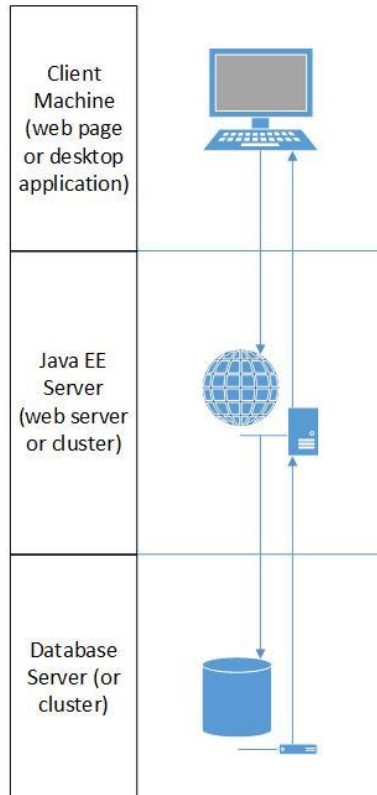 Client
Machine
(web page
or desktop
application)
Java EE
Server
(web server
or cluster)
Database
Server (or
cluster)